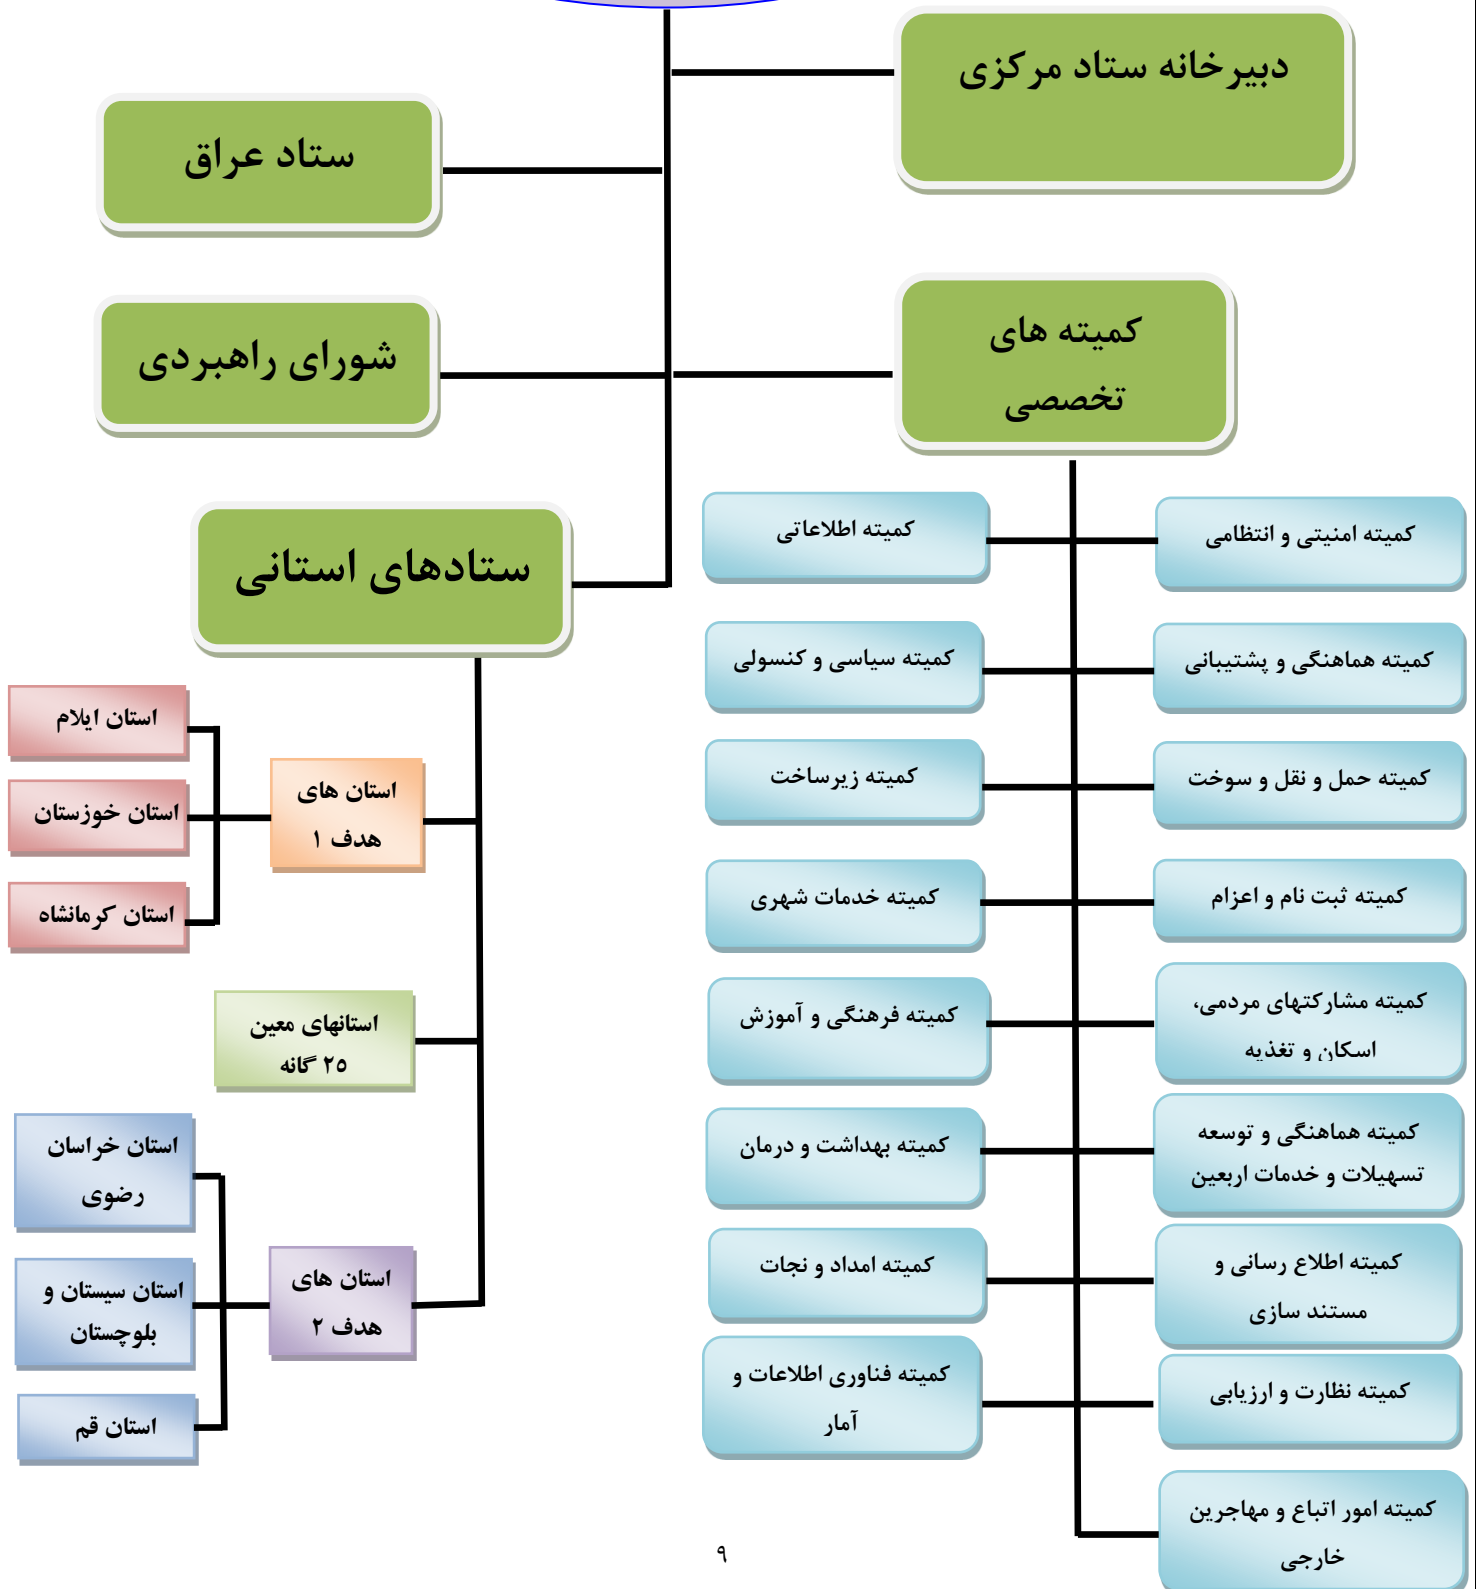 دبیرخانه ستاد مرکزی
ستاد عراق
شورای راهبردی
کمیته های
تخصصی
ستادهای استانی
کمیته امنیتی و انتظامی
کمیته اطلاعاتی
کمیته هماهنگی و پشتیبانی
کمیته سیاسی و کنسولی
کمیته حمل و نقل و سوخت
کمیته زیرساخت
کمیته ثبت نام و اعزام
کمیته خدمات شهری
کمیته مشارکتهای مردمی،
اسکان و تغذیه
کمیته فرهنگی و آموزش
کمیته هماهنگی و توسعه
تسهیلات و خدمات اربعین
کمیته بهداشت و درمان
کمیته اطلاع رسانی و
مستند سازی
کمیته امداد و نجات
کمیته نظارت و ارزیابی
کمیته فناوری اطلاعات و
آمار
کمیته امور اتباع و مهاجرین
خارجی
استان های
هدف ۱
استان ایلام
استان خوزستان
استان کرمانشاه
استانهای معین
۲۵ گانه
استان های
هدف ۲
استان خراسان
رضوی
استان سیستان و
بلوچستان
استان قم
۹